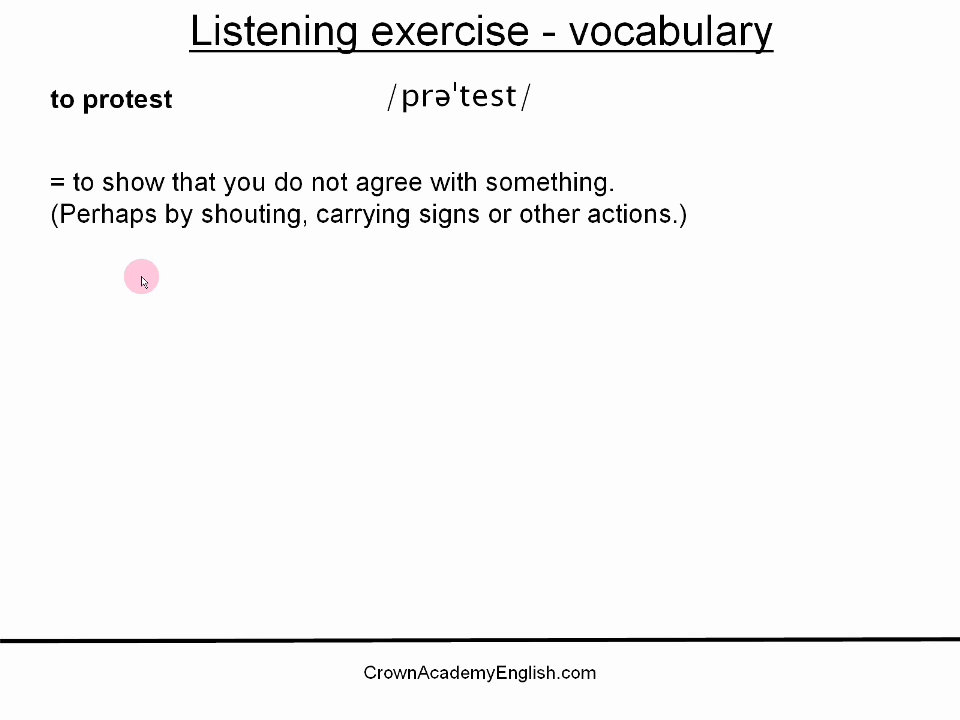 Listening exercise - vocabulary
to protest /prəˈtest/
= to show that you do not agree with something.
(Perhaps by shouting, carrying signs or other actions.)
CrownAcademyEnglish.com